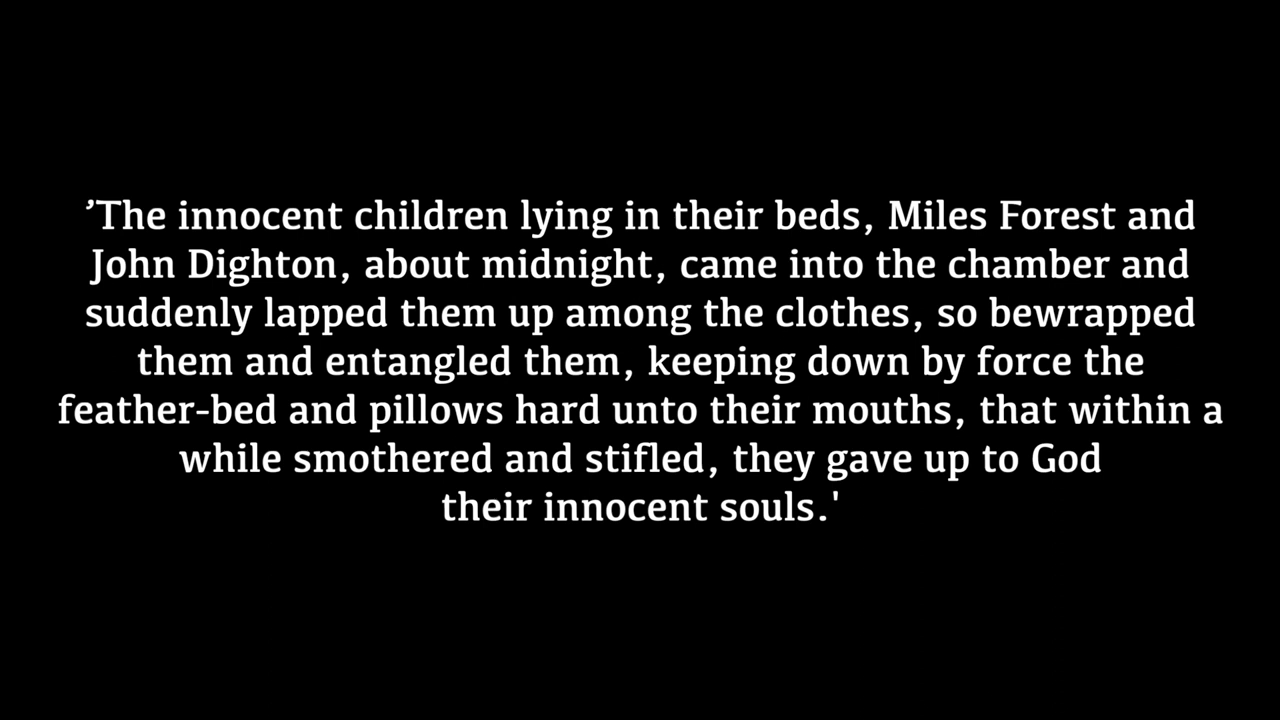 ’The innocent children lying in their beds, Miles Forest and
John Dighton, about midnight, came into the chamber and
suddenly lapped them up among the clothes, so bewrapped
them and entangled them, keeping down by force the
feather-bed and pillows hard unto their mouths, that within a
while smothered and stifled, they gave up to God
their innocent souls.'